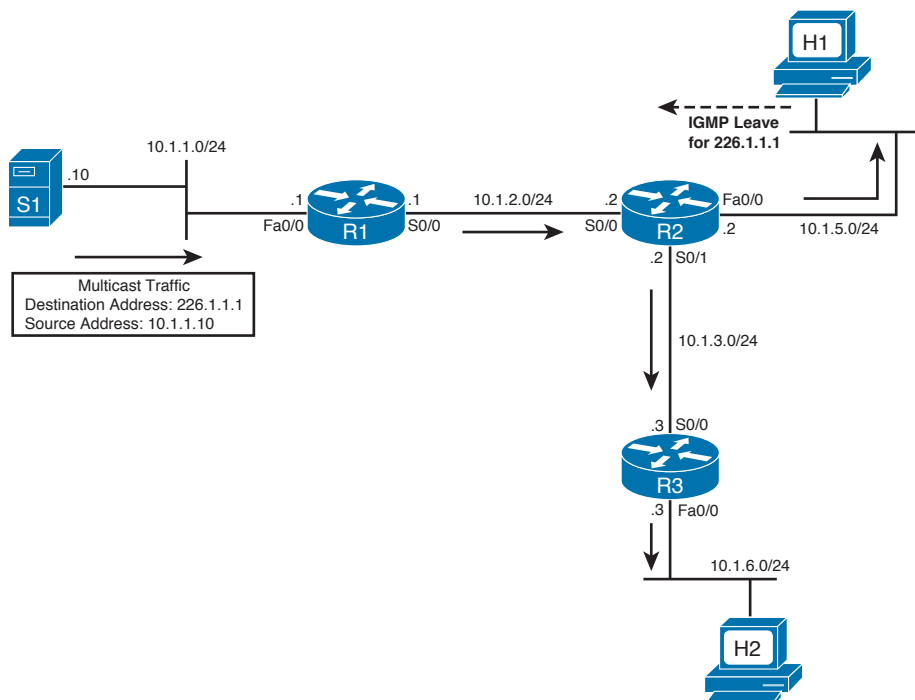 H1
IGMP Leave
for 226.1.1.1
10.1.1.0/24
.10
S1
.1
Fa0/0
R1
.1
S0/0
10.1.2.0/24
.2
S0/0
R2
Fa0/0
.2
10.1.5.0/24
Multicast Traffic
Destination Address: 226.1.1.1
Source Address: 10.1.1.10
.2
S0/1
10.1.3.0/24
.3
S0/0
R3
.3
Fa0/0
10.1.6.0/24
H2